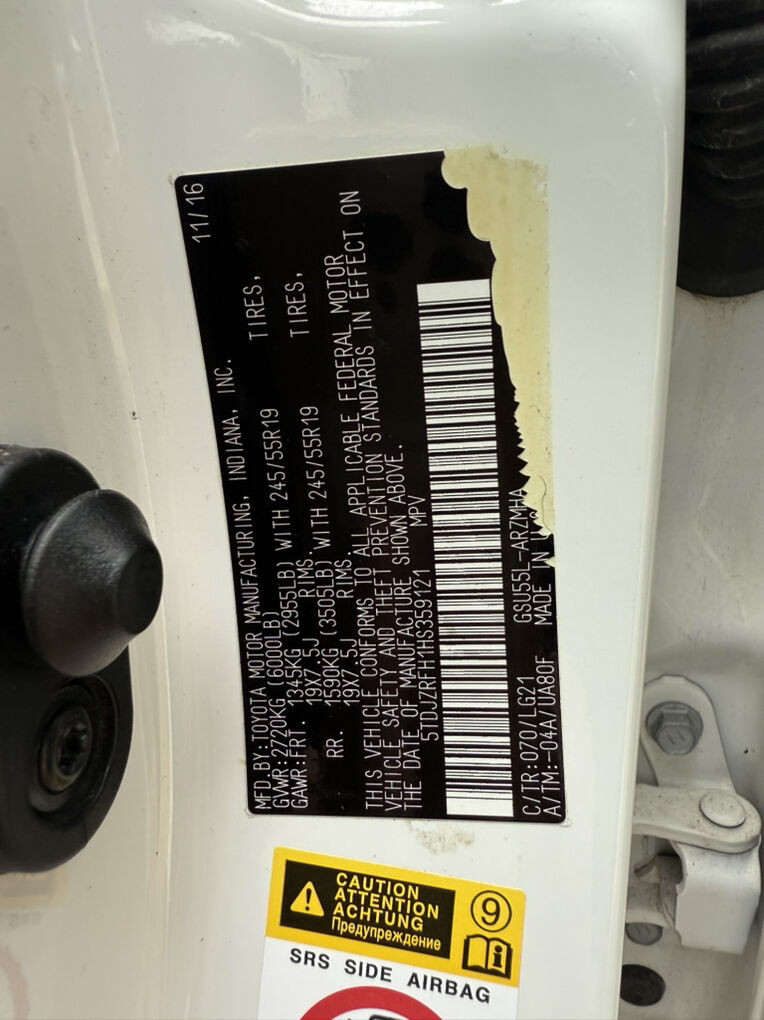 MFD.BY:TOYOTA MOTOR MANUFACTURING, INDIANA, INC. 11/16
GVWR:2720KG(6000LB)
GAWR:FRT. 1345KG (2955LB) WITH 245/55R19 TIRES,
19X7.5J RIMS.
RR. 1590KG (3505LB) WITH 245/55R19 TIRES,
19X7.5J RIMS.
THIS VEHICLE CONFORMS TO ALL APPLICABLE FEDERAL MOTOR
VEHICLE SAFETY AND THEFT PREVENTION STANDARDS IN EFFECT ON
THE DATE OF MANUFACTURE SHOWN ABOVE.
5TDJZRFH1HS359121 MPV
C/TR:070/LG21 GSU55L-ARZMHA
A/TM:-04A/UA80F MADE IN
CAUTION
ATTENTION
ACHTUNG
Предупреждение
9
i
SRS SIDE AIRBAG